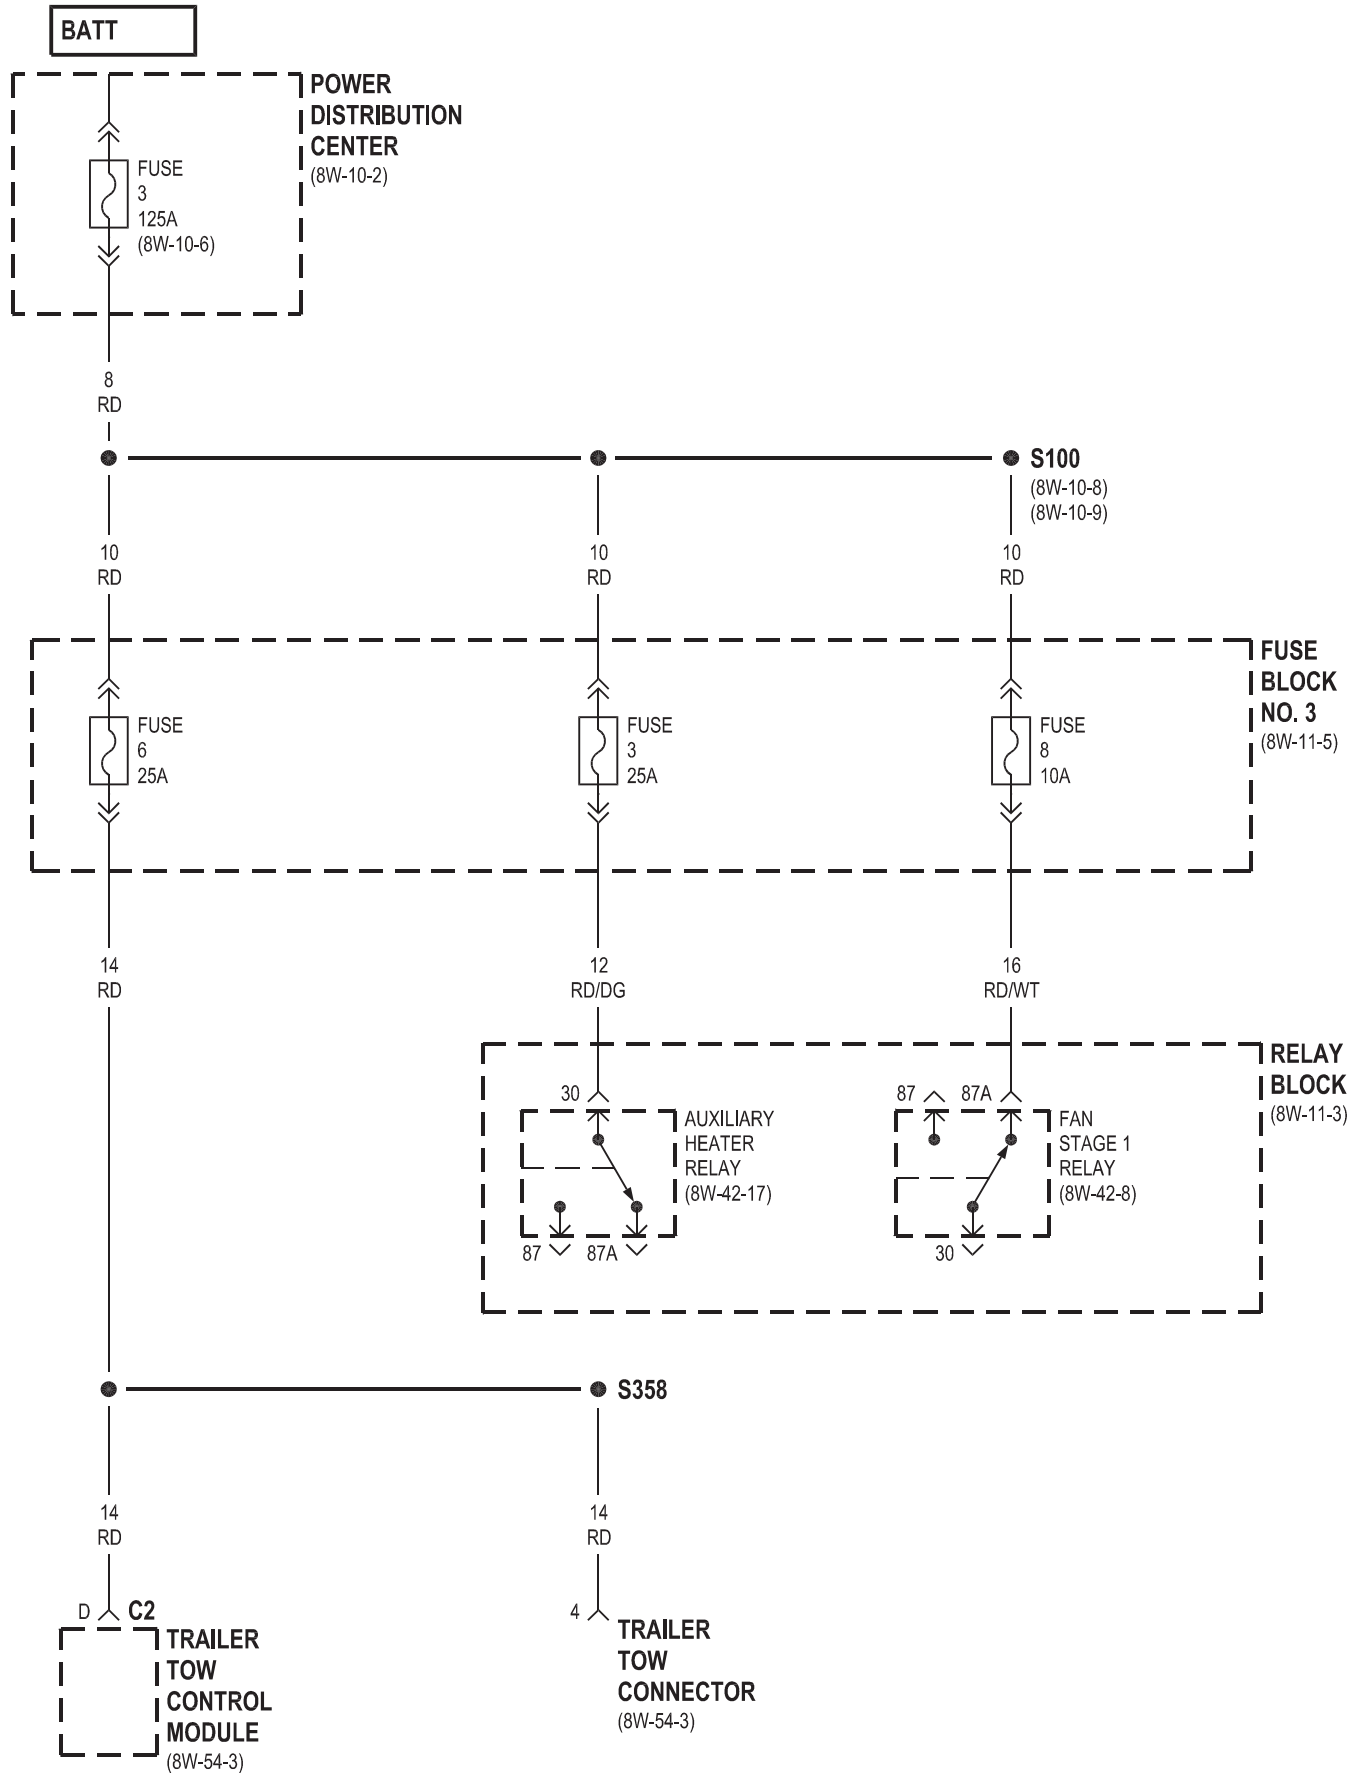 BATT
POWER
DISTRIBUTION
CENTER
(8W-10-2)
FUSE
3
125A
(8W-10-6)
8
RD
S100
(8W-10-8)
(8W-10-9)
10
RD
10
RD
10
RD
FUSE
BLOCK
NO. 3
(8W-11-5)
FUSE
6
25A
FUSE
3
25A
FUSE
8
10A
14
RD
12
RD/DG
16
RD/WT
RELAY
BLOCK
(8W-11-3)
30
AUXILIARY
HEATER
RELAY
(8W-42-17)
87
87A
87
87A
FAN
STAGE 1
RELAY
(8W-42-8)
30
S358
14
RD
14
RD
D
C2
TRAILER
TOW
CONTROL
MODULE
(8W-54-3)
4
TRAILER
TOW
CONNECTOR
(8W-54-3)